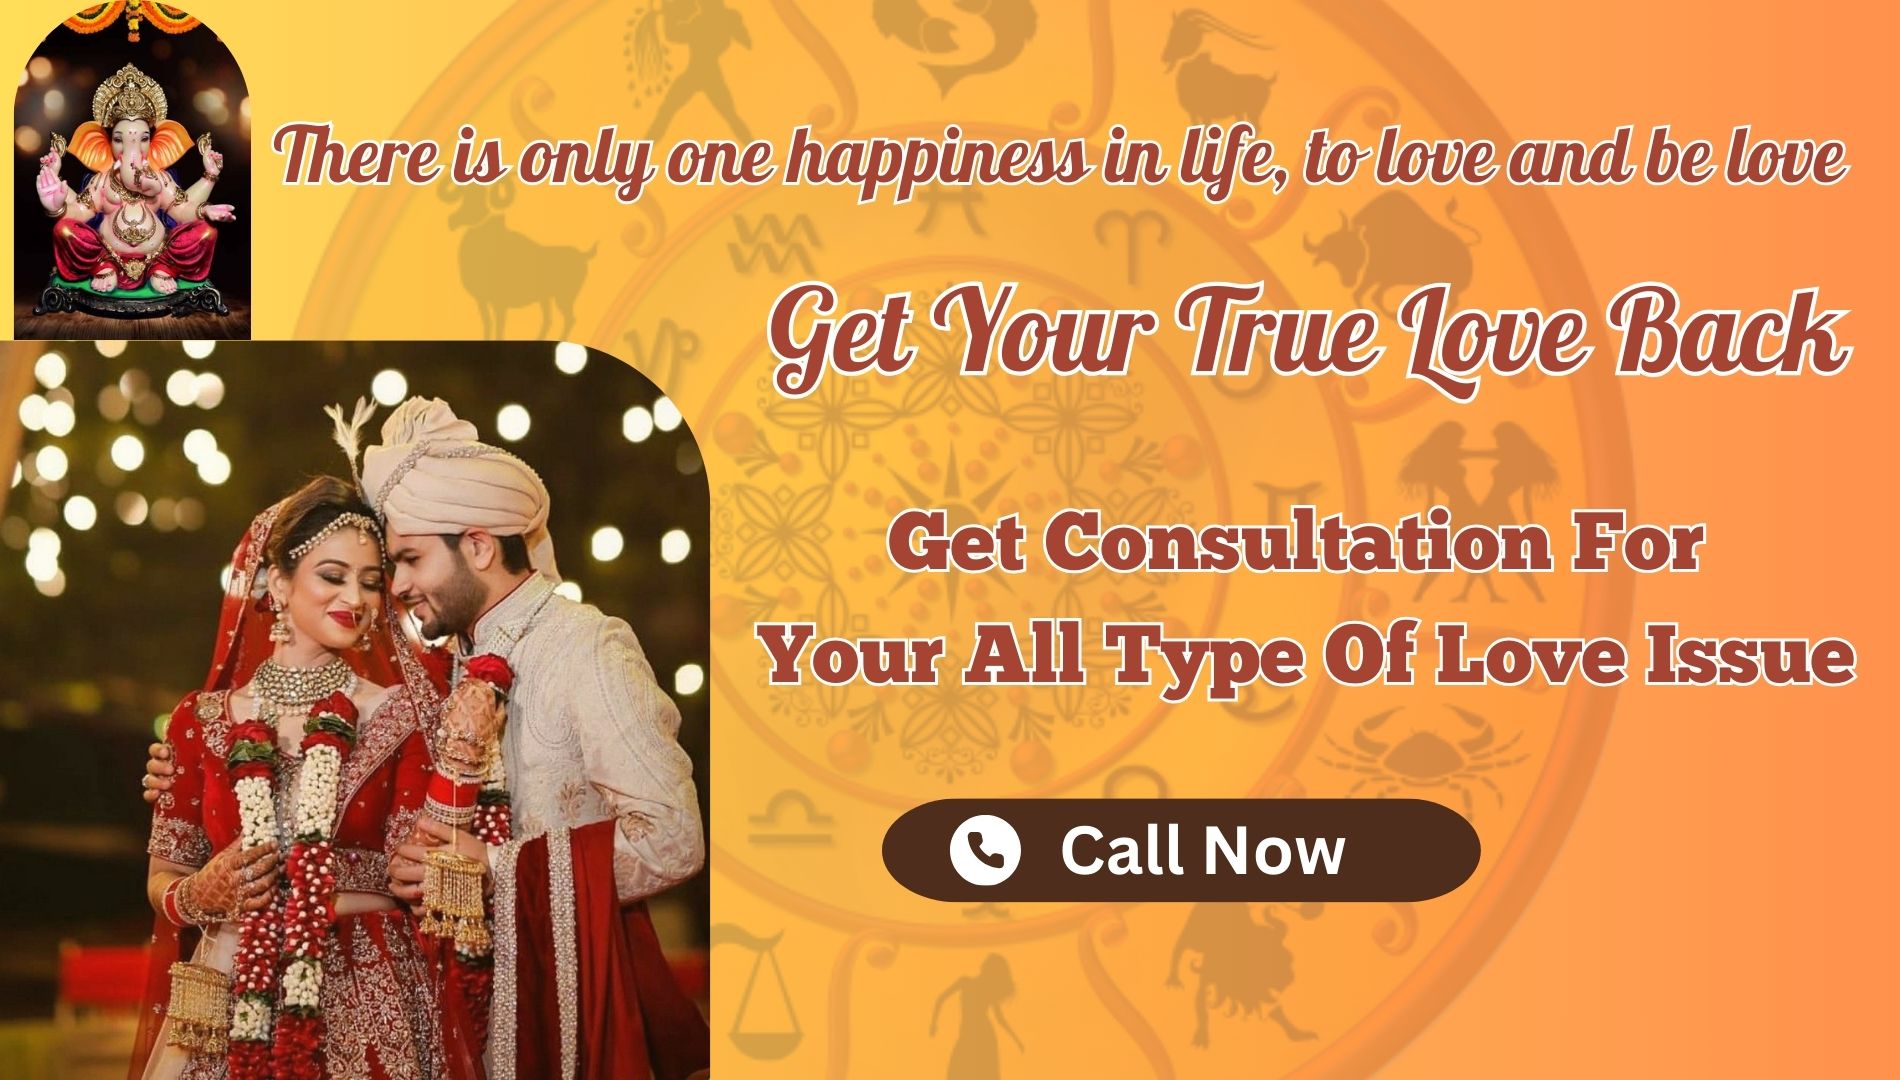 There is only one happiness in life, to love and be love
Get Your True Love Back
Get Consultation For
Your All Type Of Love Issue
Call Now